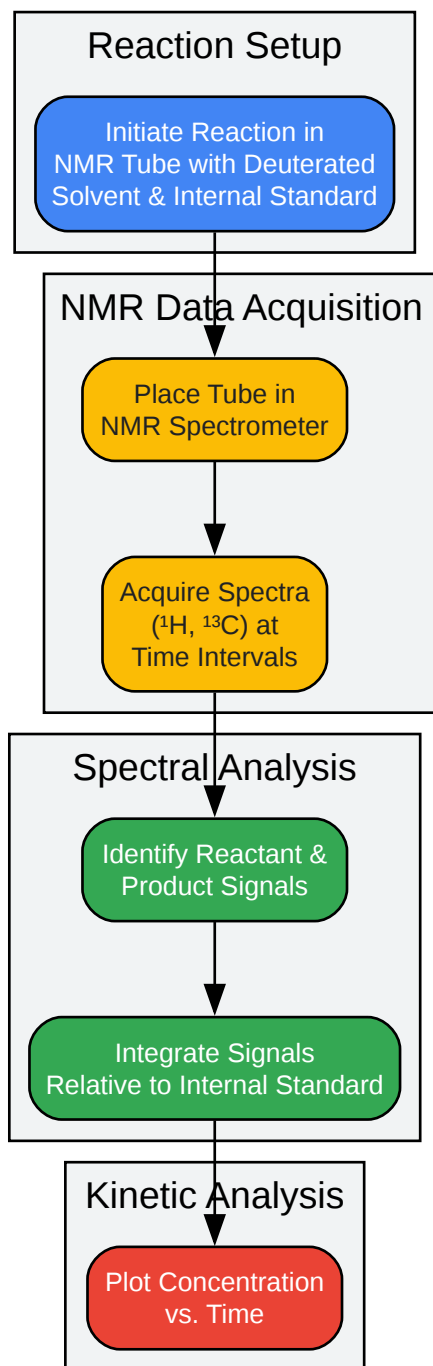 Reaction Setup
Initiate Reaction in
NMR Tube with Deuterated
Solvent & Internal Standard
NMR Data Acquisition
Place Tube in
NMR Spectrometer
Acquire Spectra
(¹H, ¹³C) at
Time Intervals
Spectral Analysis
Identify Reactant &
Product Signals
Integrate Signals
Relative to Internal Standard
Kinetic Analysis
Plot Concentration
vs. Time